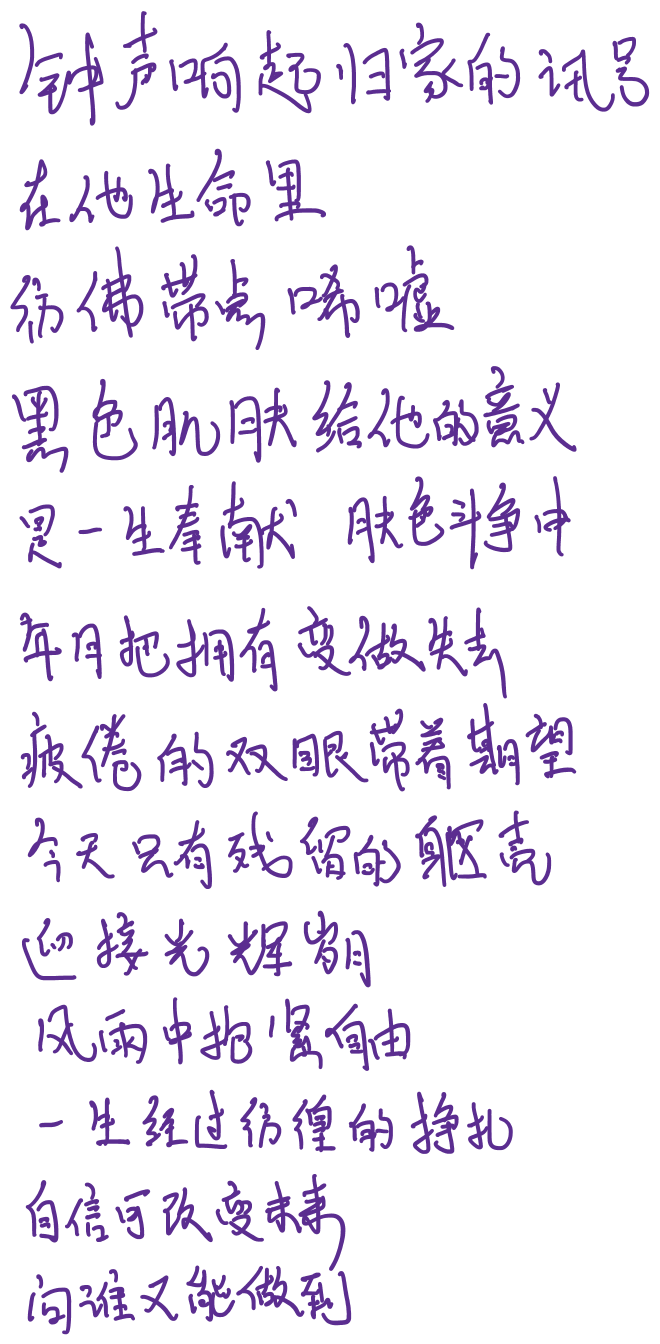 钟声响起归家的讯号
在他生命里
彷佛带点唏嘘
黑色肌肤给他的意义
是一生奉献 肤色斗争中
年月把拥有变做失去
疲倦的双眼带着期望
今天只有残留的躯壳
迎接光辉岁月
风雨中抱紧自由
一生经过彷徨的挣扎
自信可改变未来
问谁又能做到